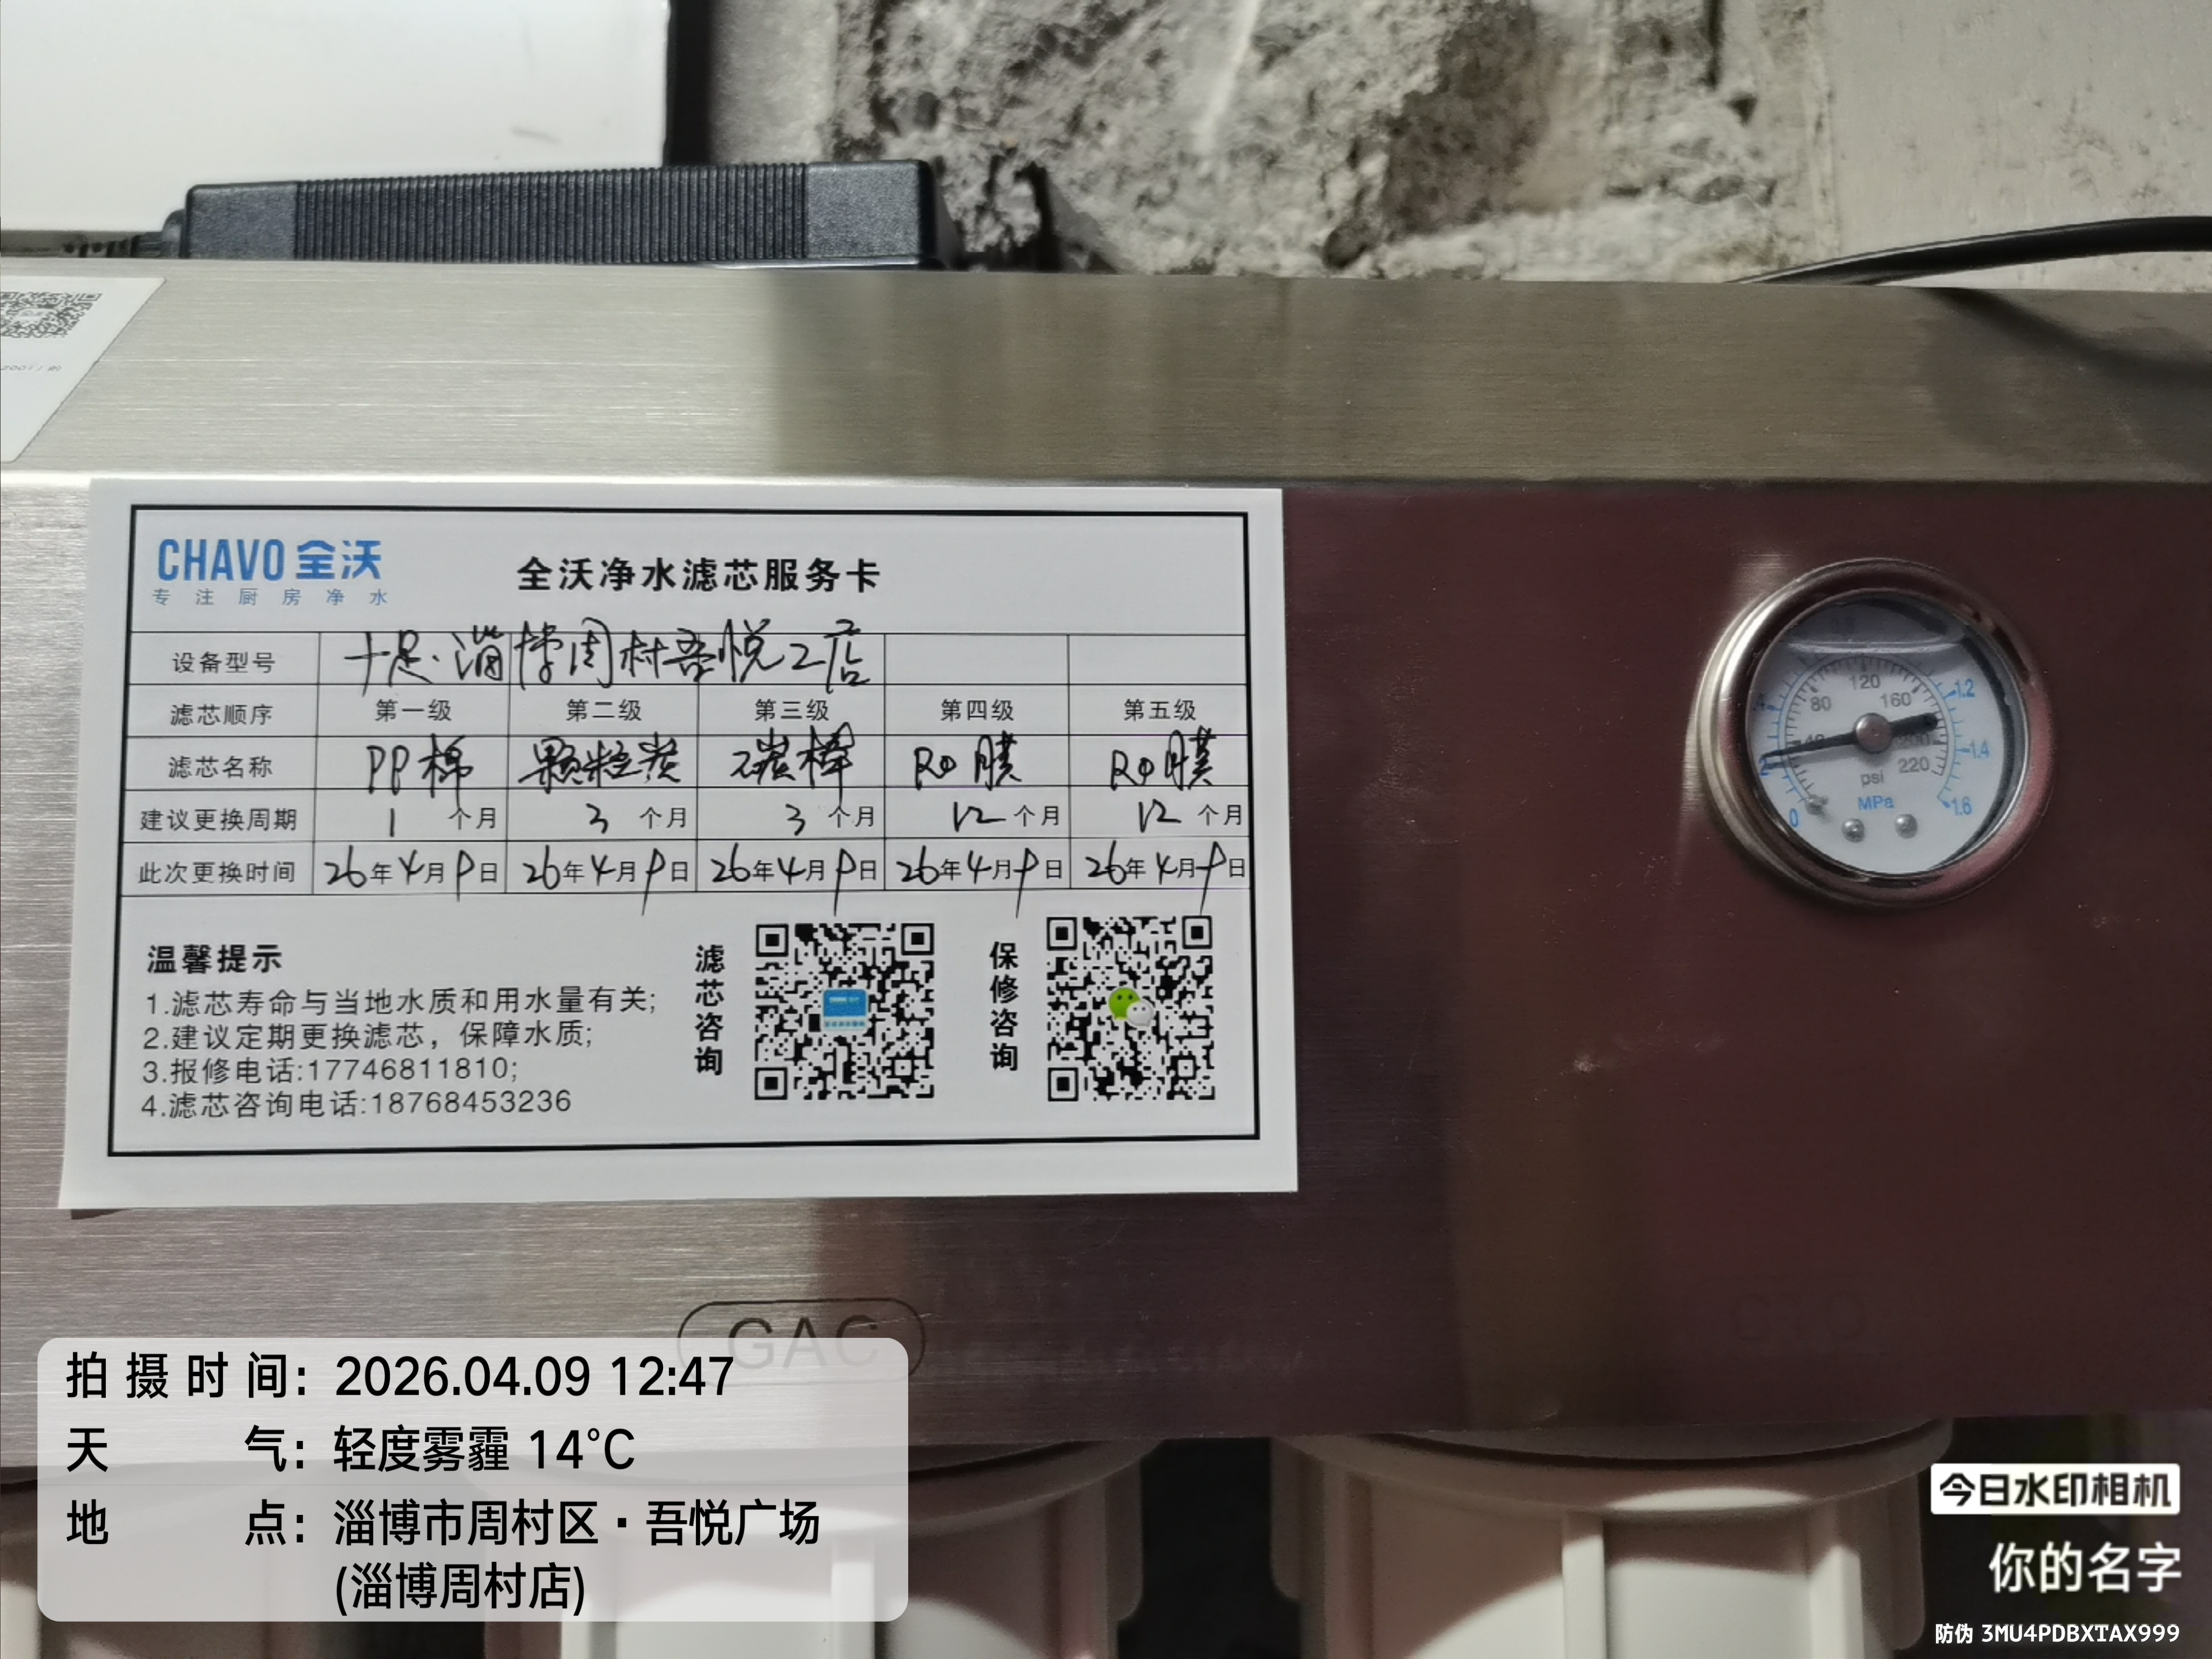 CHAVO 全沃
专注厨房净水
全沃净水滤芯服务卡
设备型号 十足·淄博周村吾悦2店
滤芯顺序 第一级 第二级 第三级 第四级 第五级
滤芯名称 PP棉 颗粒炭 碳棒 RO膜 RO膜
建议更换周期 1个月 3个月 3个月 12个月 12个月
此次更换时间 26年4月9日 26年4月9日 26年4月9日 26年4月9日 26年4月9日
温馨提示
1.滤芯寿命与当地水质和用水量有关;
2.建议定期更换滤芯，保障水质;
3.报修电话:17746811810;
4.滤芯咨询电话:18768453236
滤芯咨询
保修咨询
120
80 160
40 200
220
psi
MPa
0 1.2 1.4 1.6
GAC
拍摄时间: 2026.04.09 12:47
天气: 轻度雾霾 14°C
地点: 淄博市周村区·吾悦广场
(淄博周村店)
今日水印相机
你的名字
防伪 3MU4PDBXTAX999